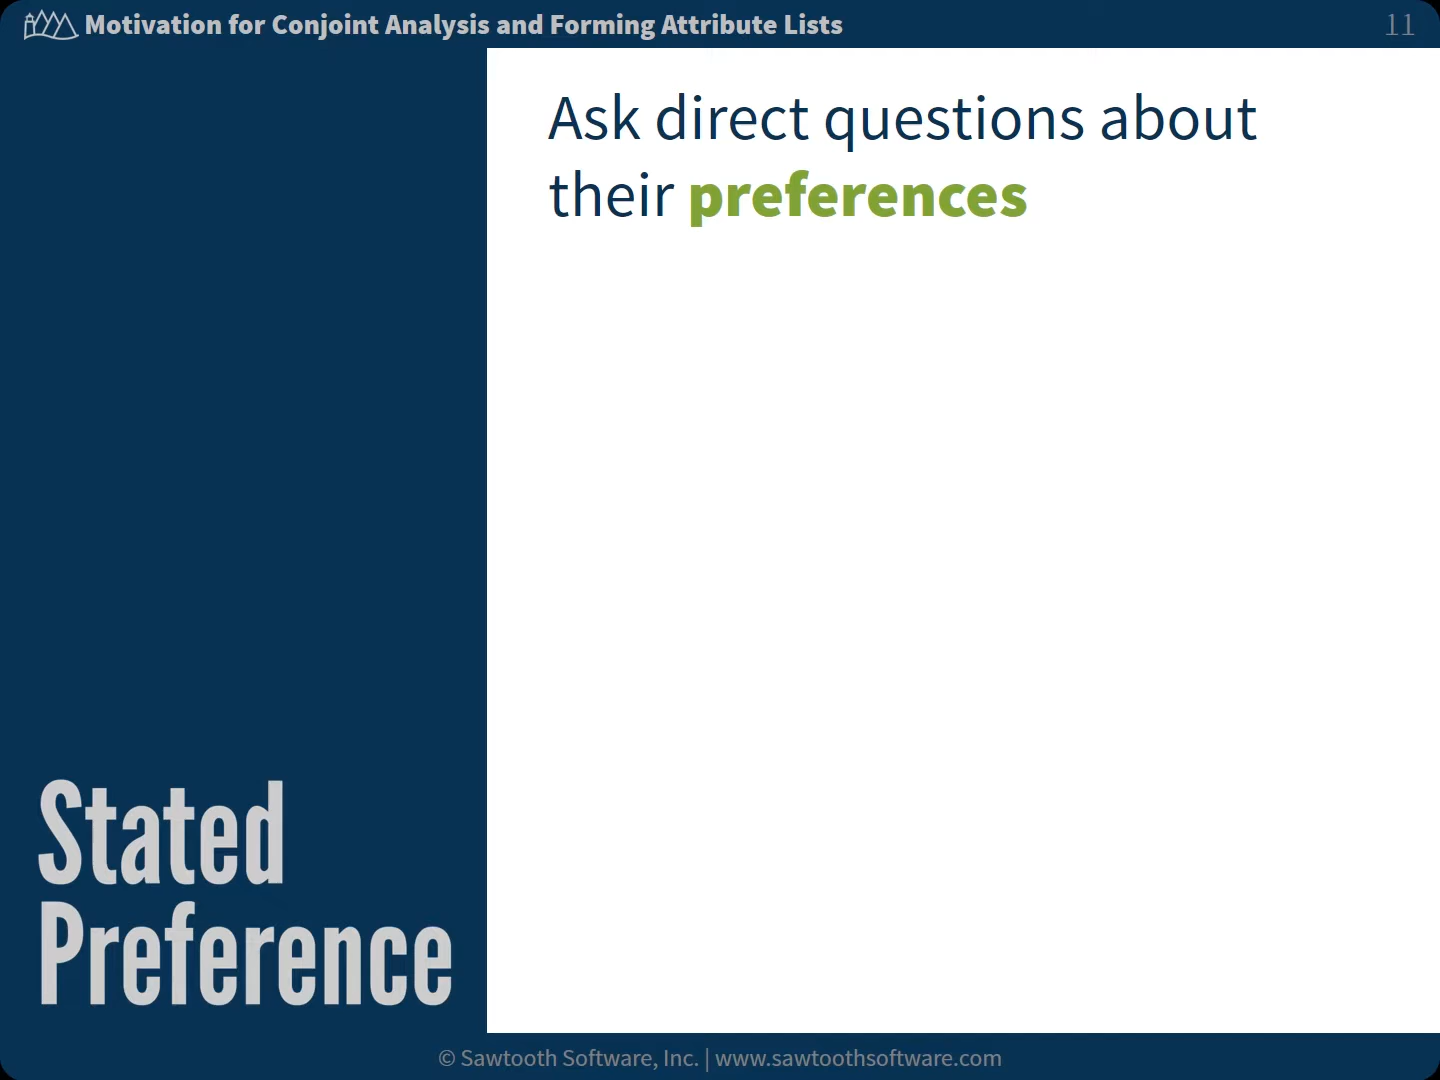 Motivation for Conjoint Analysis and Forming Attribute Lists
11
Ask direct questions about
their preferences
Stated
Preference
© Sawtooth Software, Inc. | www.sawtoothsoftware.com